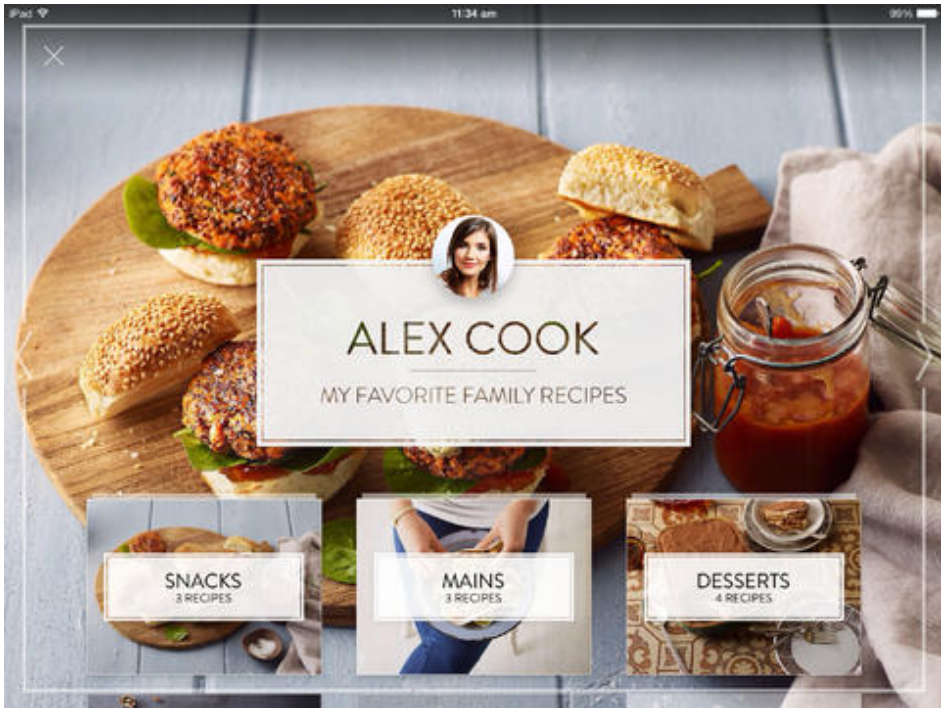 iPad 11:34 am 99%
ALEX COOK
MY FAVORITE FAMILY RECIPES
SNACKS
3 RECIPES
MAINS
3 RECIPES
DESSERTS
4 RECIPES